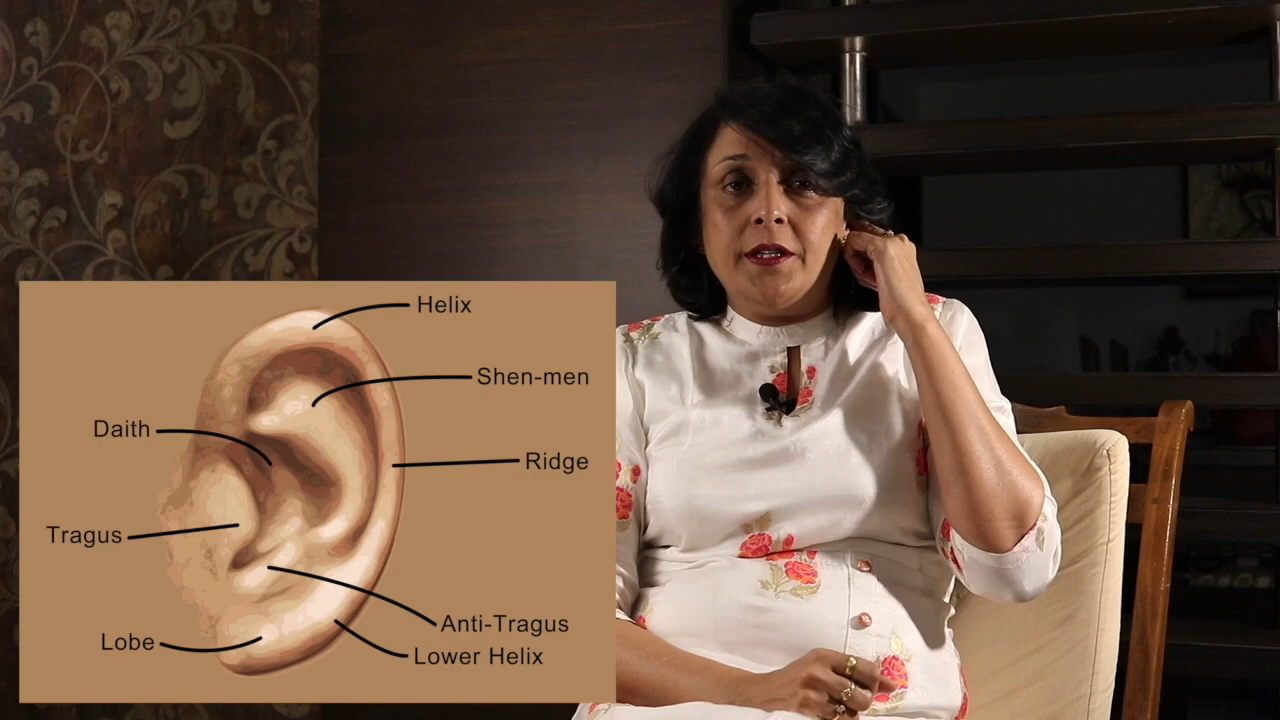 Helix
Shen-men
Daith
Ridge
Tragus
Anti-Tragus
Lobe
Lower Helix